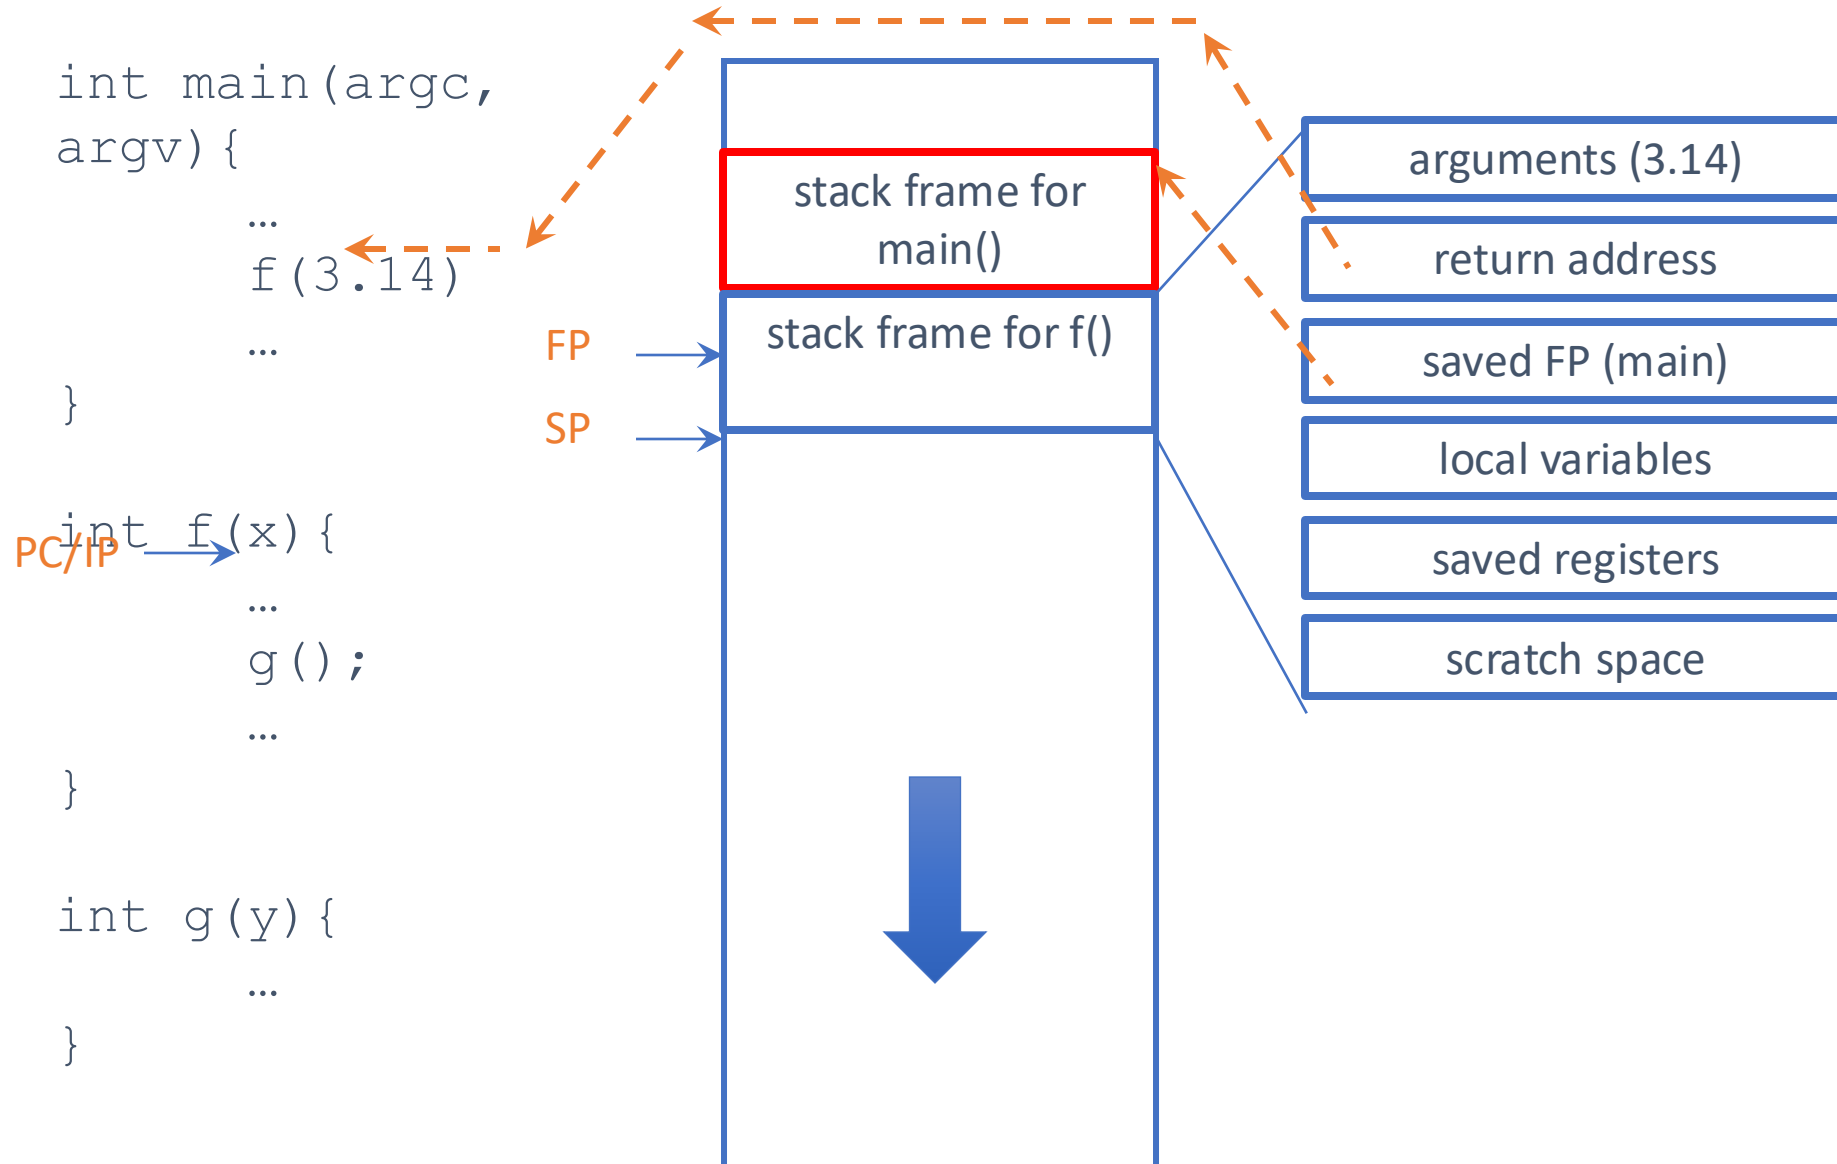 int main(argc,
argv){
…
f(3.14)
…
}
int f(x){
…
g();
…
}
int g(y){
…
}
PC/IP
FP
SP
stack frame for
main()
stack frame for f()
arguments (3.14)
return address
saved FP (main)
local variables
saved registers
scratch space